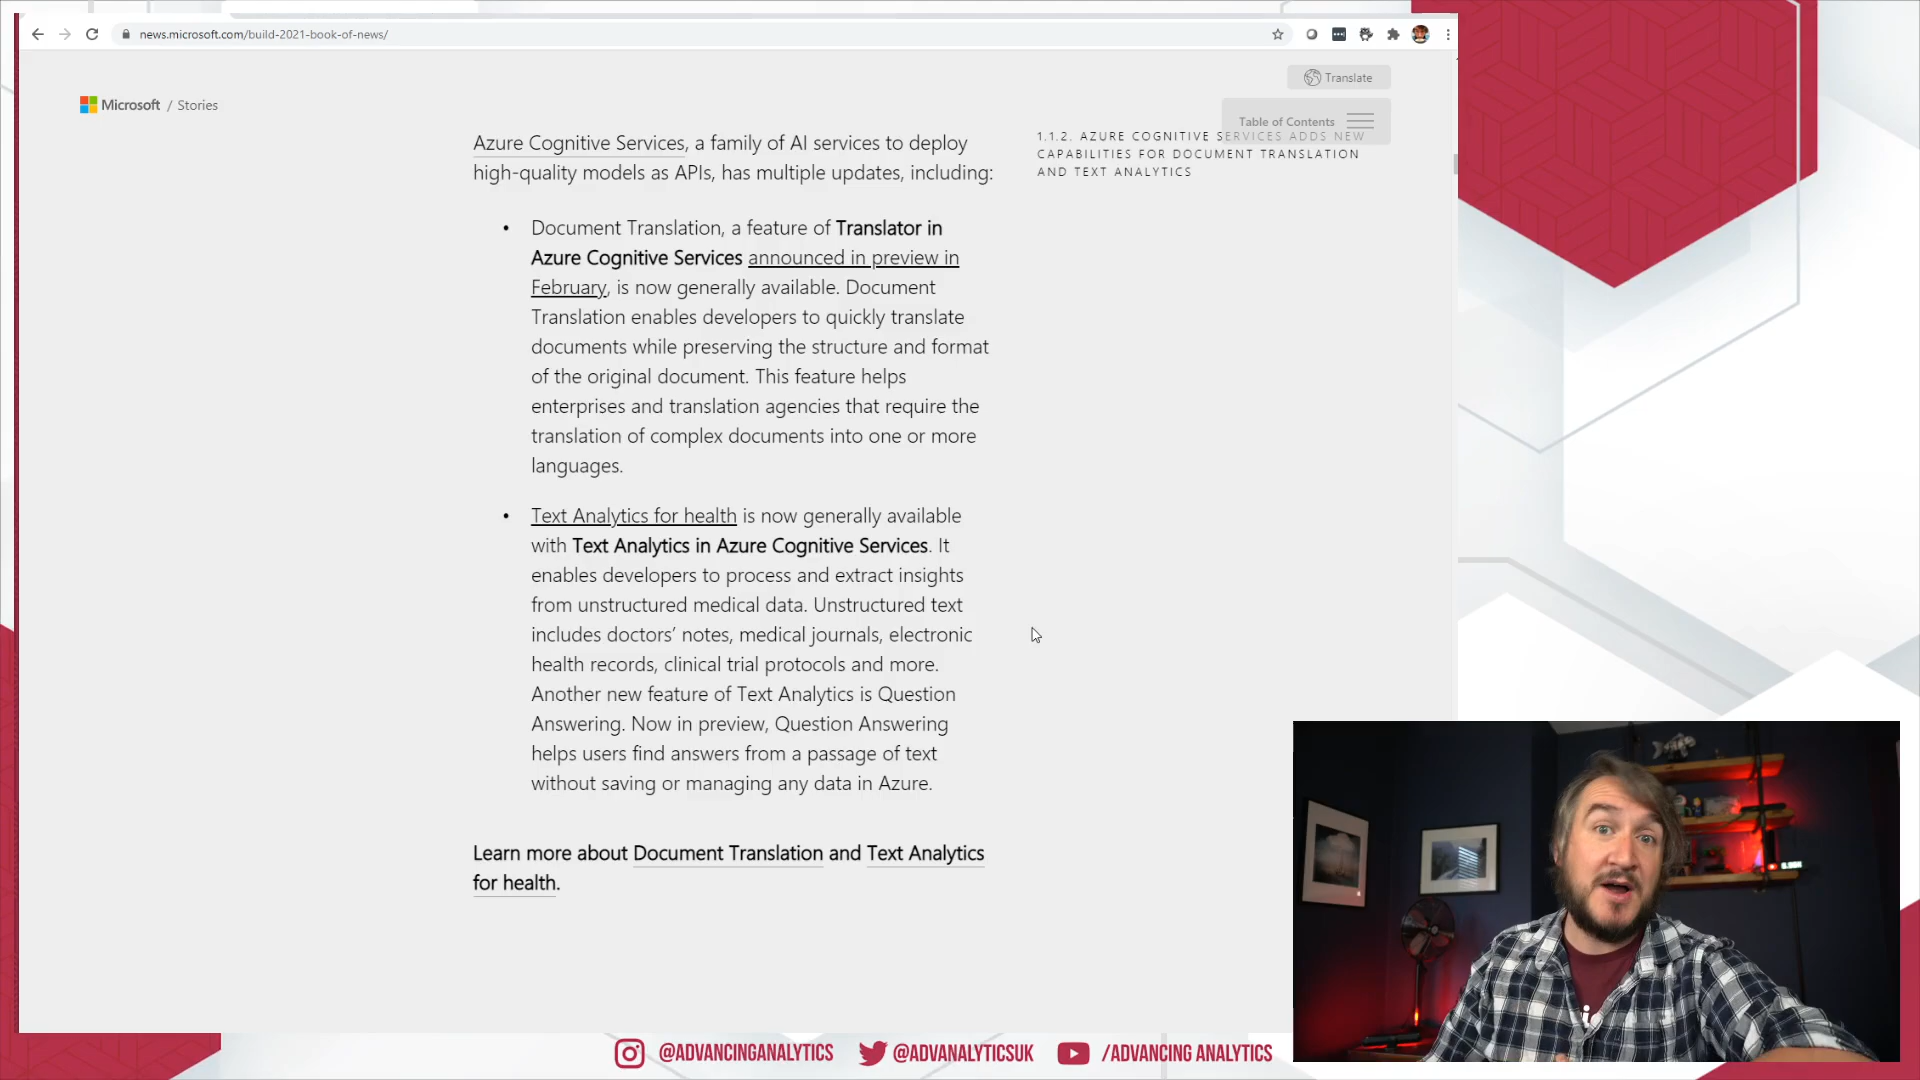 news.microsoft.com/build-2021-book-of-news/
Translate
Microsoft / Stories
Table of Contents
Azure Cognitive Services, a family of AI services to deploy
high-quality models as APIs, has multiple updates, including:
1.1.2. AZURE COGNITIVE SERVICES ADDS NEW
CAPABILITIES FOR DOCUMENT TRANSLATION
AND TEXT ANALYTICS
• Document Translation, a feature of Translator in
Azure Cognitive Services announced in preview in
February, is now generally available. Document
Translation enables developers to quickly translate
documents while preserving the structure and format
of the original document. This feature helps
enterprises and translation agencies that require the
translation of complex documents into one or more
languages.
• Text Analytics for health is now generally available
with Text Analytics in Azure Cognitive Services. It
enables developers to process and extract insights
from unstructured medical data. Unstructured text
includes doctors’ notes, medical journals, electronic
health records, clinical trial protocols and more.
Another new feature of Text Analytics is Question
Answering. Now in preview, Question Answering
helps users find answers from a passage of text
without saving or managing any data in Azure.
Learn more about Document Translation and Text Analytics
for health.
@ADVANCINGANALYTICS
@ADVANALYTICSUK
/ADVANCING ANALYTICS